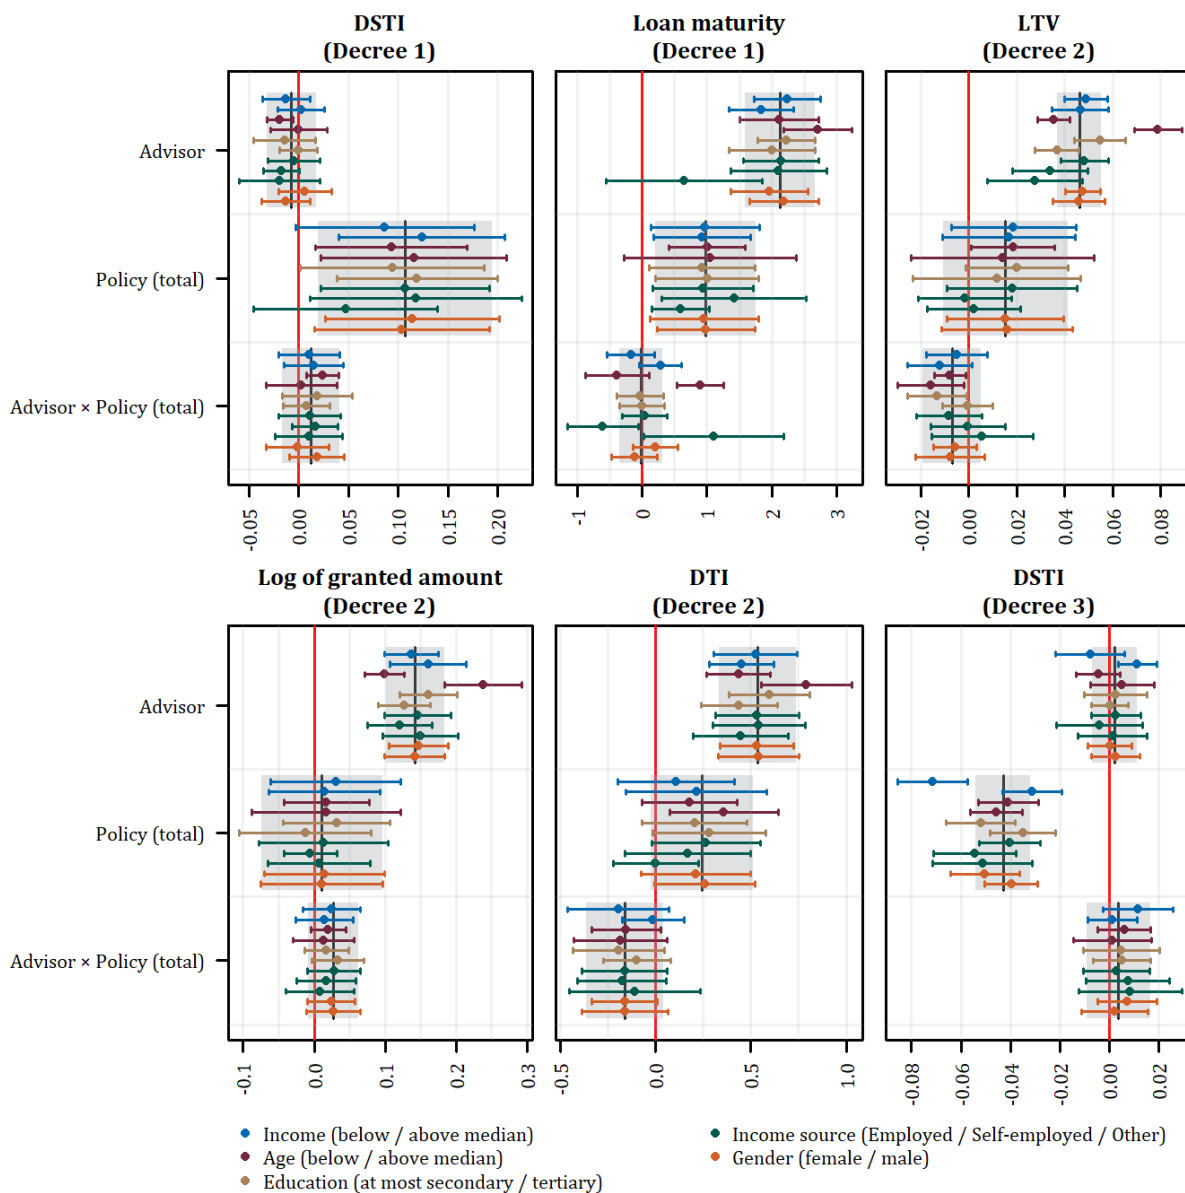 DSTI
(Decree 1)
Loan maturity
(Decree 1)
LTV
(Decree 2)
Advisor
Policy (total)
Advisor × Policy (total)
-0.05 0.00 0.05 0.10 0.15 0.20
-1 0 1 2 3
-0.02 0.00 0.02 0.04 0.06 0.08
Log of granted amount
(Decree 2)
DTI
(Decree 2)
DSTI
(Decree 3)
Advisor
Policy (total)
Advisor × Policy (total)
-0.1 0.0 0.1 0.2 0.3
-0.5 0.0 0.5 1.0
-0.08 -0.06 -0.04 -0.02 0.00 0.02
Income (below / above median)
Age (below / above median)
Education (at most secondary / tertiary)
Income source (Employed / Self-employed / Other)
Gender (female / male)